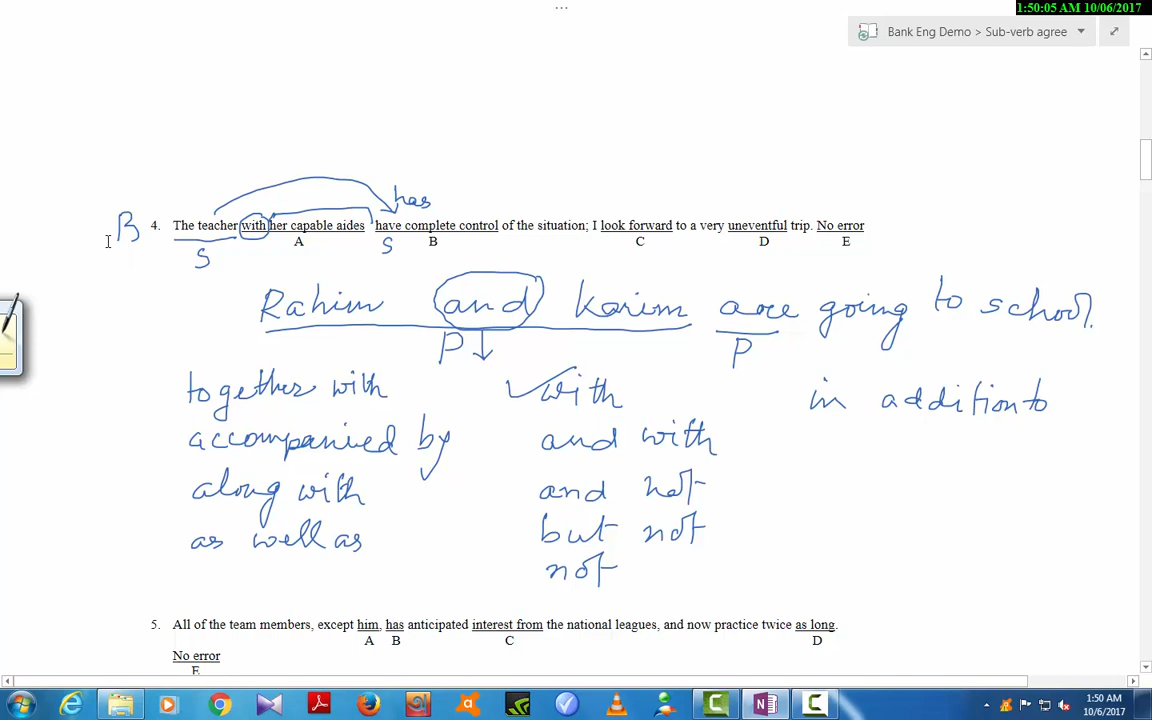 1:50:05 AM 10/06/2017
Bank Eng Demo > Sub-verb agree
has
B 4. The teacher with her capable aides have complete control of the situation; I look forward to a very uneventful trip. No error
A B C D E
S S
Rahim and Karim are going to school.
P P
together with with in addition to
accompanied by and with
along with and not
as well as but not
not
5. All of the team members, except him, has anticipated interest from the national leagues, and now practice twice as long.
A B C D
No error
E
1:50 AM
10/6/2017